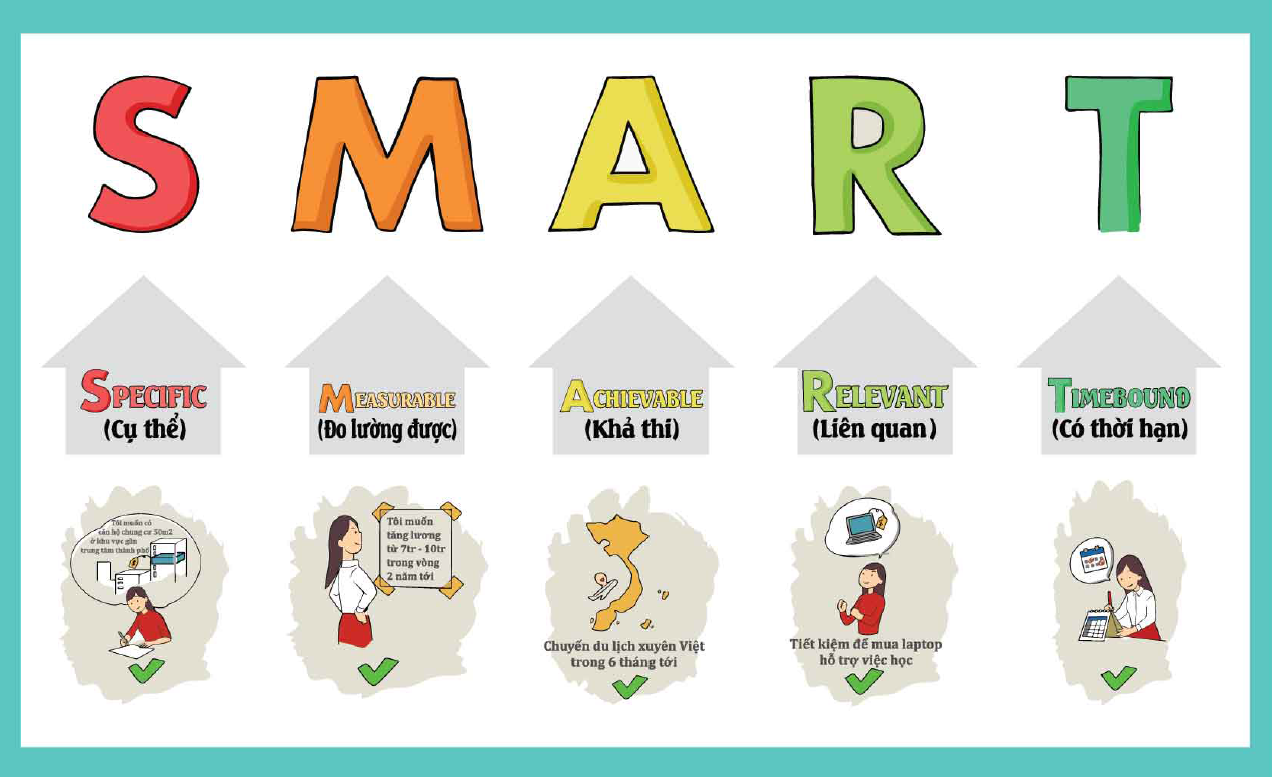 SMART
SPECIFIC
(Cụ thể)
MEASURABLE
(Đo lường được)
ACHIEVABLE
(Khả thi)
RELEVANT
(Liên quan)
TIMEBOUND
(Có thời hạn)
Tôi muốn có
căn hộ chung cư 50m2
ở khu vực gần
trung tâm thành phố
Tôi muốn
tăng lương
từ 7tr - 10tr
trong vòng
2 năm tới
Chuyến du lịch xuyên Việt
trong 6 tháng tới
Tiết kiệm để mua laptop
hỗ trợ việc học